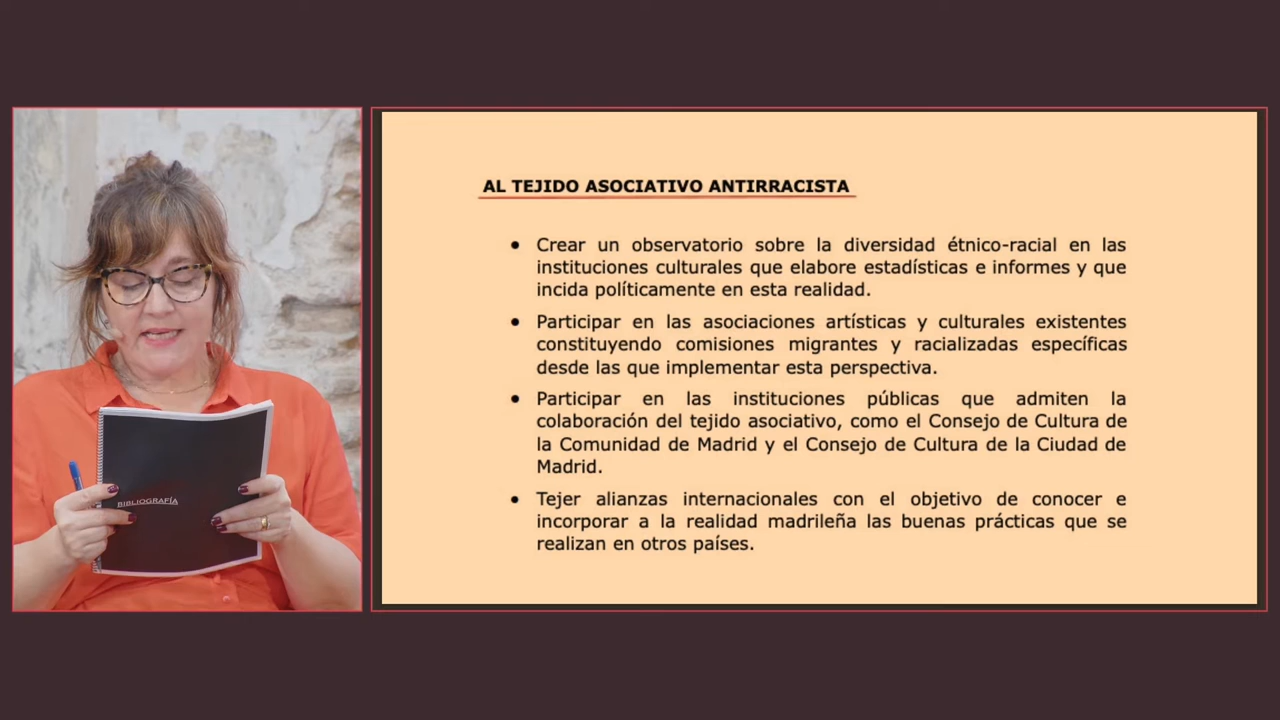 BIBLIOGRAFÍA
AL TEJIDO ASOCIATIVO ANTIRRACISTA
• Crear un observatorio sobre la diversidad étnico-racial en las
instituciones culturales que elabore estadísticas e informes y que
incida políticamente en esta realidad.
• Participar en las asociaciones artísticas y culturales existentes
constituyendo comisiones migrantes y racializadas específicas
desde las que implementar esta perspectiva.
• Participar en las instituciones públicas que admiten la
colaboración del tejido asociativo, como el Consejo de Cultura de
la Comunidad de Madrid y el Consejo de Cultura de la Ciudad de
Madrid.
• Tejer alianzas internacionales con el objetivo de conocer e
incorporar a la realidad madrileña las buenas prácticas que se
realizan en otros países.